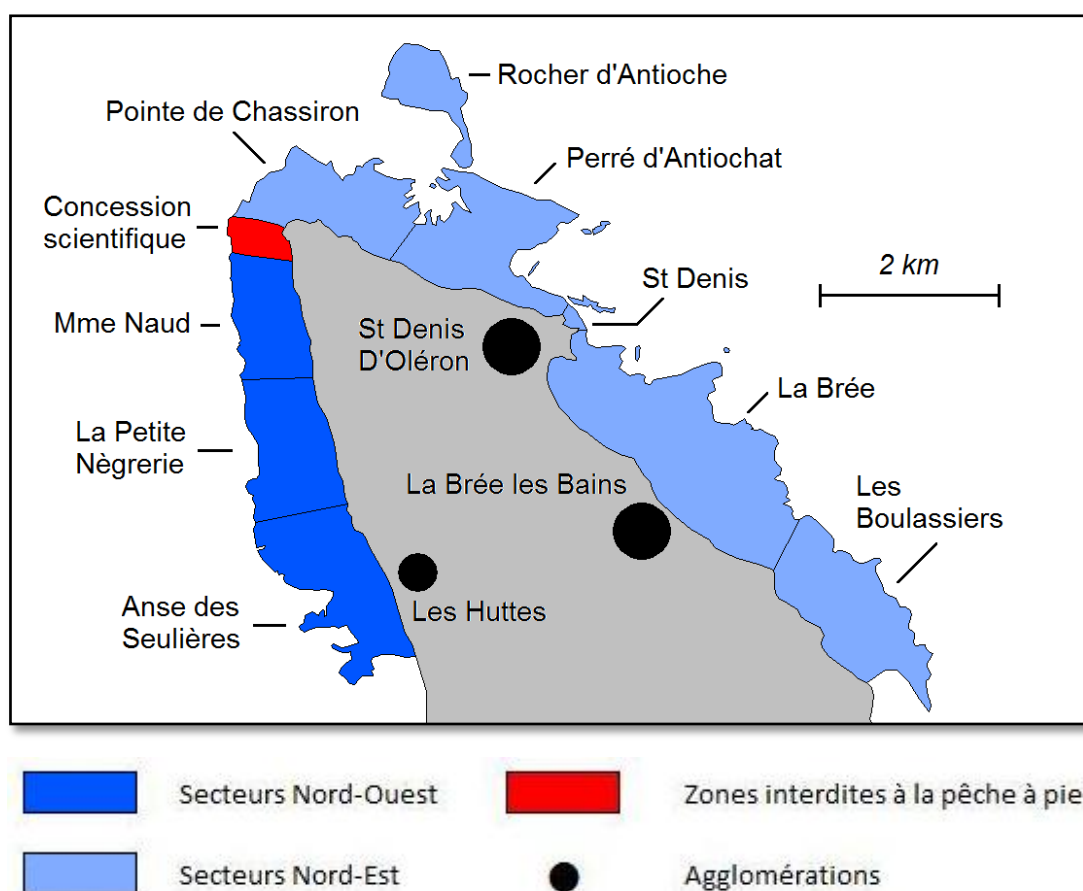 Rocher d'Antioche
Pointe de Chassiron
Perré d'Antiochat
Concession
scientifique
St Denis
2 km
Mme Naud
St Denis
D'Oléron
La Brée
La Petite
Nègrerie
La Brée les Bains
Les
Boulassiers
Anse des
Seulières
Les Huttes
Secteurs Nord-Ouest
Zones interdites à la pêche à pied
Secteurs Nord-Est
Agglomérations